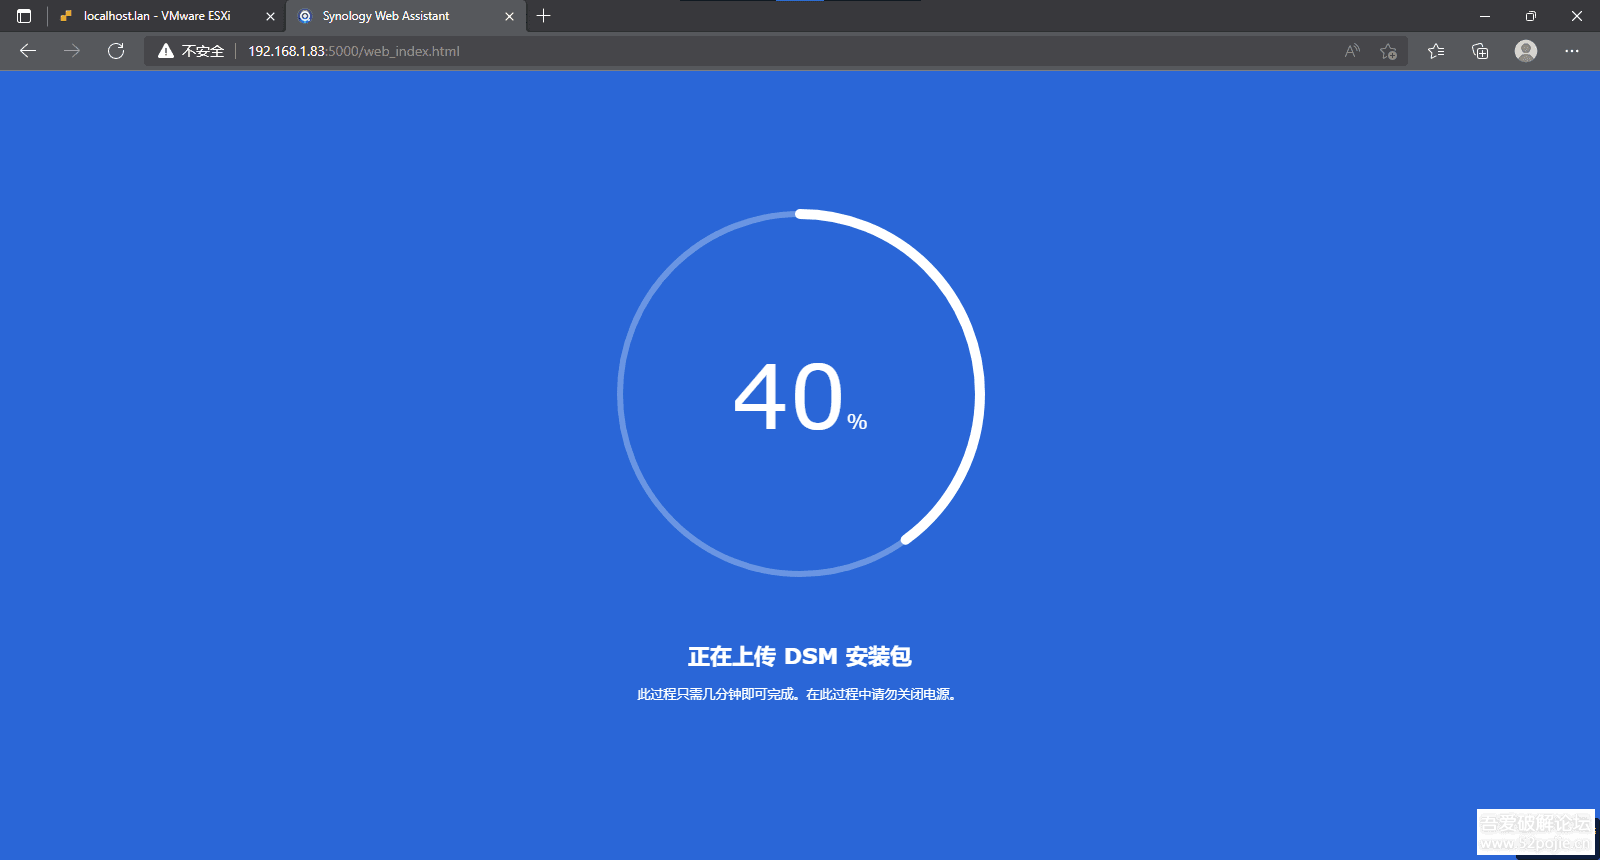 localhost.lan - VMware ESXi
Synology Web Assistant
不安全
192.168.1.83:5000/web_index.html
40%
正在上传 DSM 安装包
此过程只需几分钟即可完成。在此过程中请勿关闭电源。
吾爱破解论坛
www.52pojie.cn